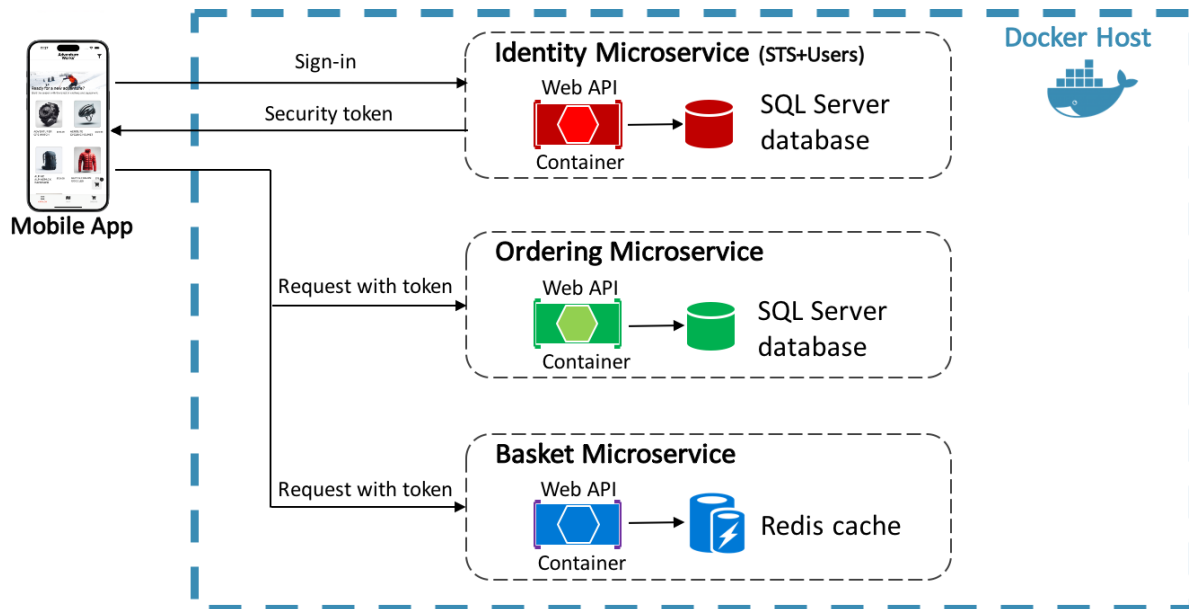 Docker Host
Identity Microservice (STS+Users)
Sign-in
Web API
SQL Server
database
Security token
Container
Mobile App
Ordering Microservice
Request with token
Web API
SQL Server
database
Container
Basket Microservice
Request with token
Web API
Redis cache
Container